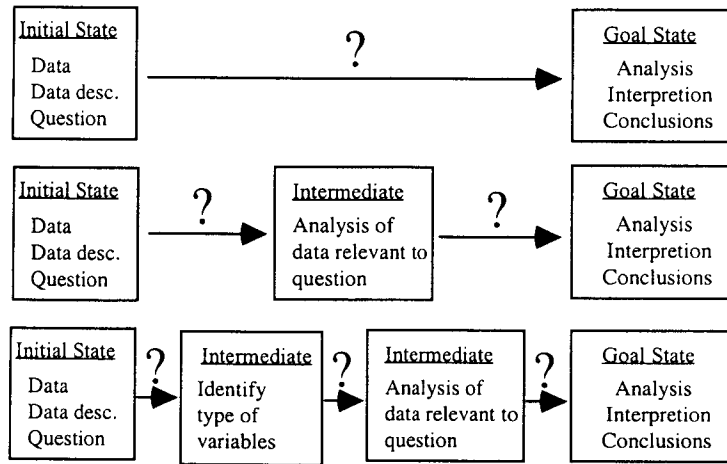 Initial State
Data
Data desc.
Question
?
Goal State
Analysis
Interpretion
Conclusions
Initial State
Data
Data desc.
Question
?
Intermediate
Analysis of
data relevant to
question
?
Goal State
Analysis
Interpretion
Conclusions
Initial State
Data
Data desc.
Question
?
Intermediate
Identify
type of
variables
?
Intermediate
Analysis of
data relevant to
question
?
Goal State
Analysis
Interpretion
Conclusions